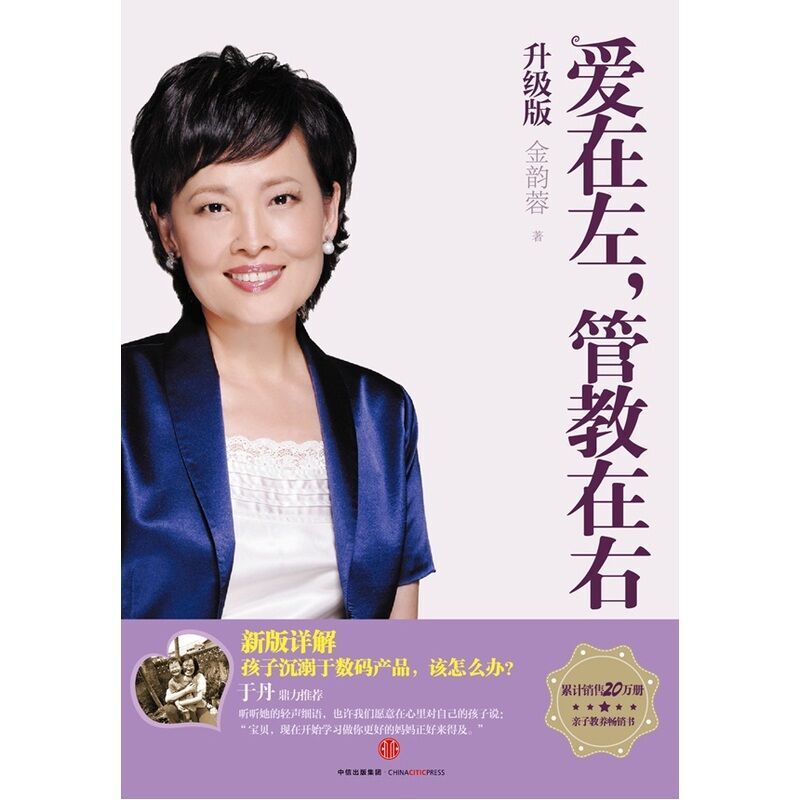 爱在左，管教在右
升级版
金韵蓉 著
新版详解
孩子沉溺于数码产品，该怎么办？
于丹 鼎力推荐
听听她的轻声细语，也许我们愿意在心里对自己的孩子说：
“宝贝，现在开始学习做你更好的妈妈正好来得及。”
累计销售20万册
亲子教养畅销书
中信出版集团·CHINACITICPRESS